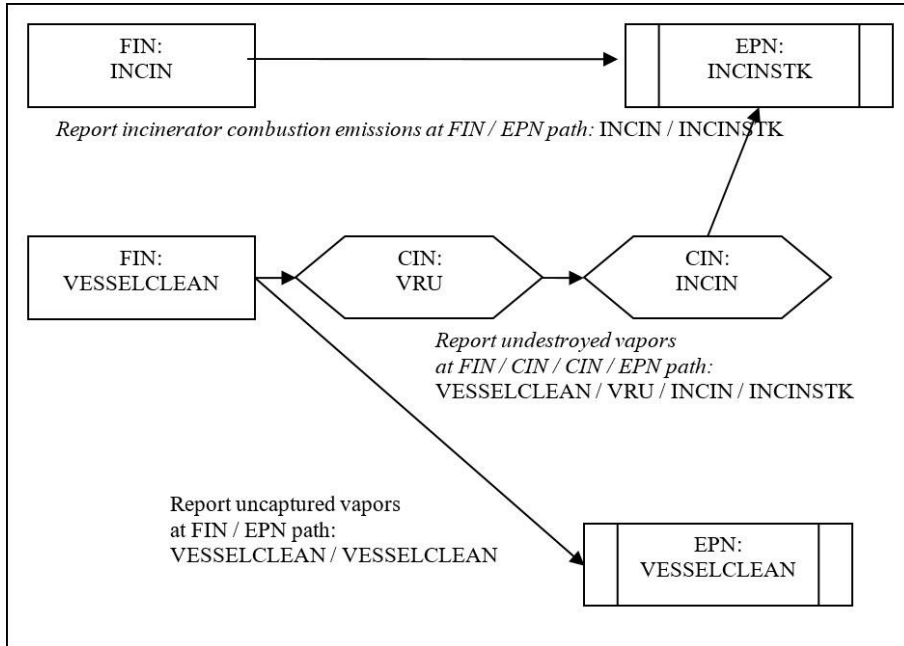 FIN:
INCIN
EPN:
INCINSTK
Report incinerator combustion emissions at FIN / EPN path: INCIN / INCINSTK
FIN:
VESSELCLEAN
CIN:
VRU
CIN:
INCIN
Report undestroyed vapors
at FIN / CIN / CIN / EPN path:
VESSELCLEAN / VRU / INCIN / INCINSTK
Report uncaptured vapors
at FIN / EPN path:
VESSELCLEAN / VESSELCLEAN
EPN:
VESSELCLEAN